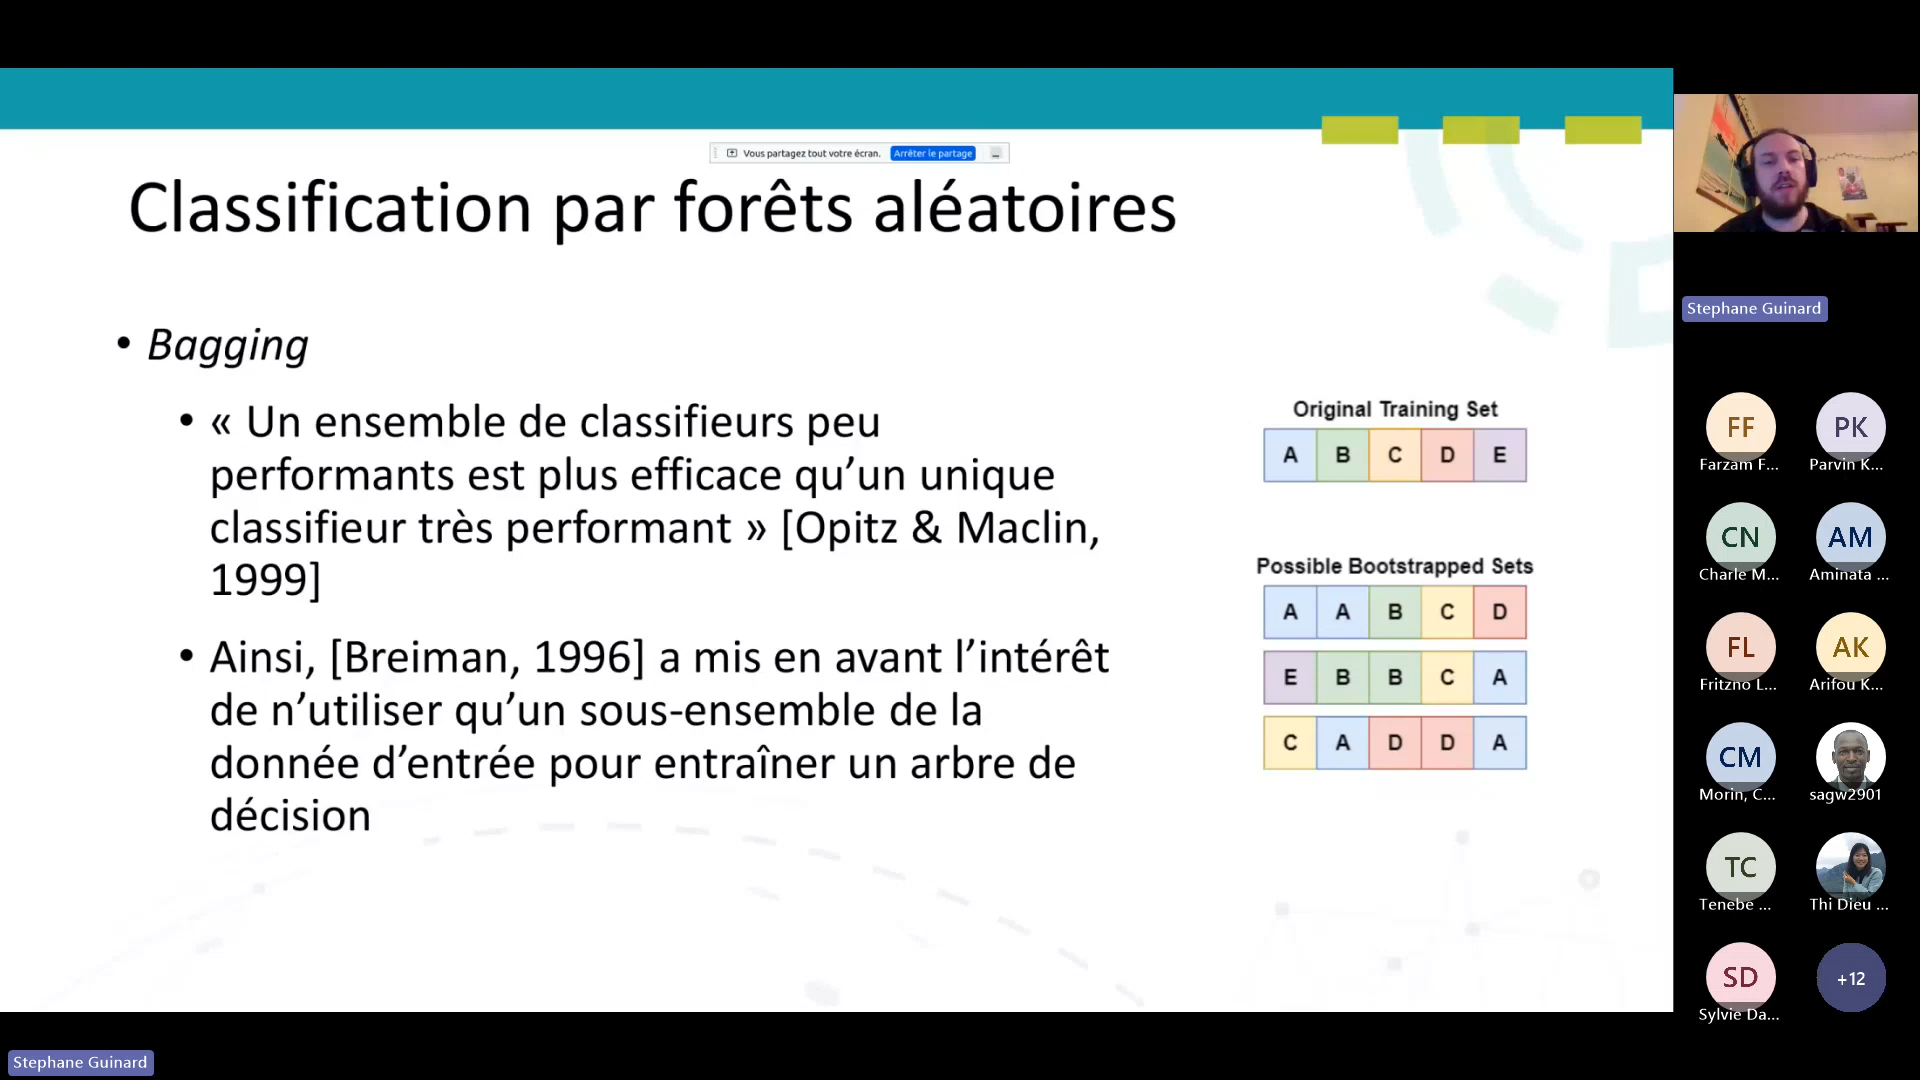 Vous partagez tout votre écran. Arrêter le partage
Classification par forêts aléatoires
• Bagging
• « Un ensemble de classifieurs peu
performants est plus efficace qu’un unique
classifieur très performant » [Opitz & Maclin,
1999]
• Ainsi, [Breiman, 1996] a mis en avant l’intérêt
de n’utiliser qu’un sous-ensemble de la
donnée d’entrée pour entraîner un arbre de
décision
Original Training Set
A B C D E
Possible Bootstrapped Sets
A A B C D
E B B C A
C A D D A
Stephane Guinard
FF PK
Farzam F... Parvin K...
CN AM
Charle M... Aminata ...
FL AK
Fritzno L... Arifou K...
CM
Morin, C... sagw2901
TC
Tenebe ... Thi Dieu ...
SD +12
Sylvie Da...
Stephane Guinard